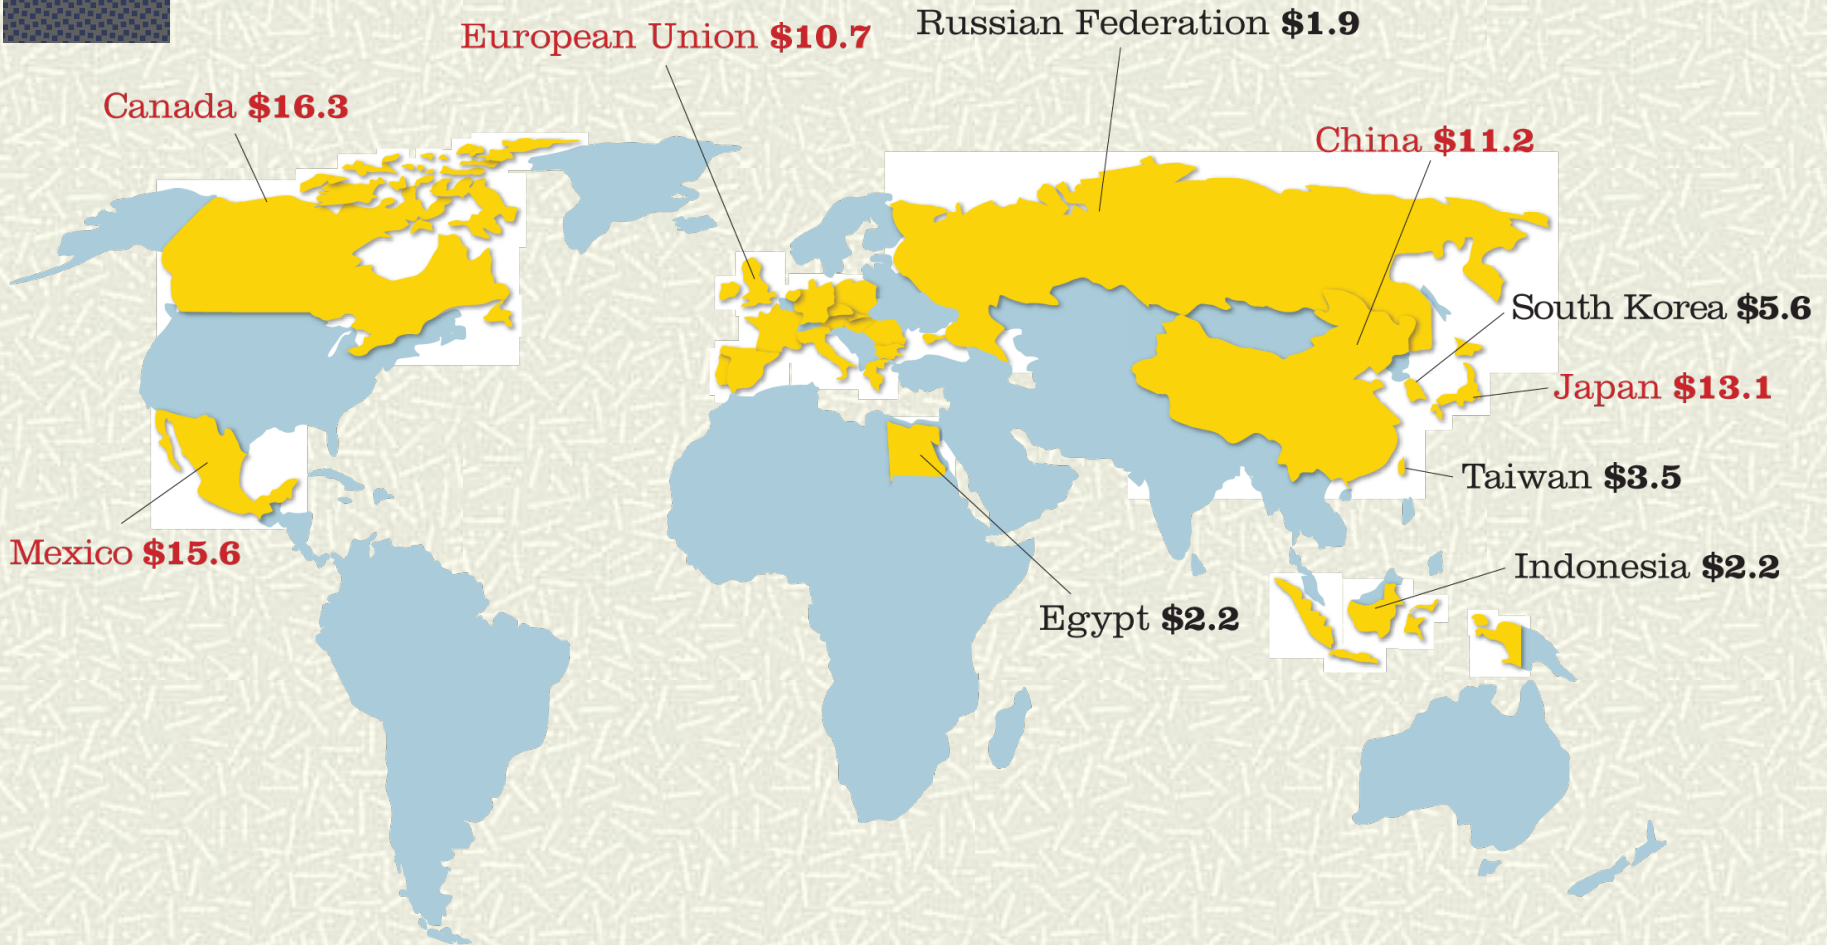 Russian Federation $1.9
European Union $10.7
Canada $16.3
China $11.2
South Korea $5.6
Japan $13.1
Taiwan $3.5
Mexico $15.6
Indonesia $2.2
Egypt $2.2